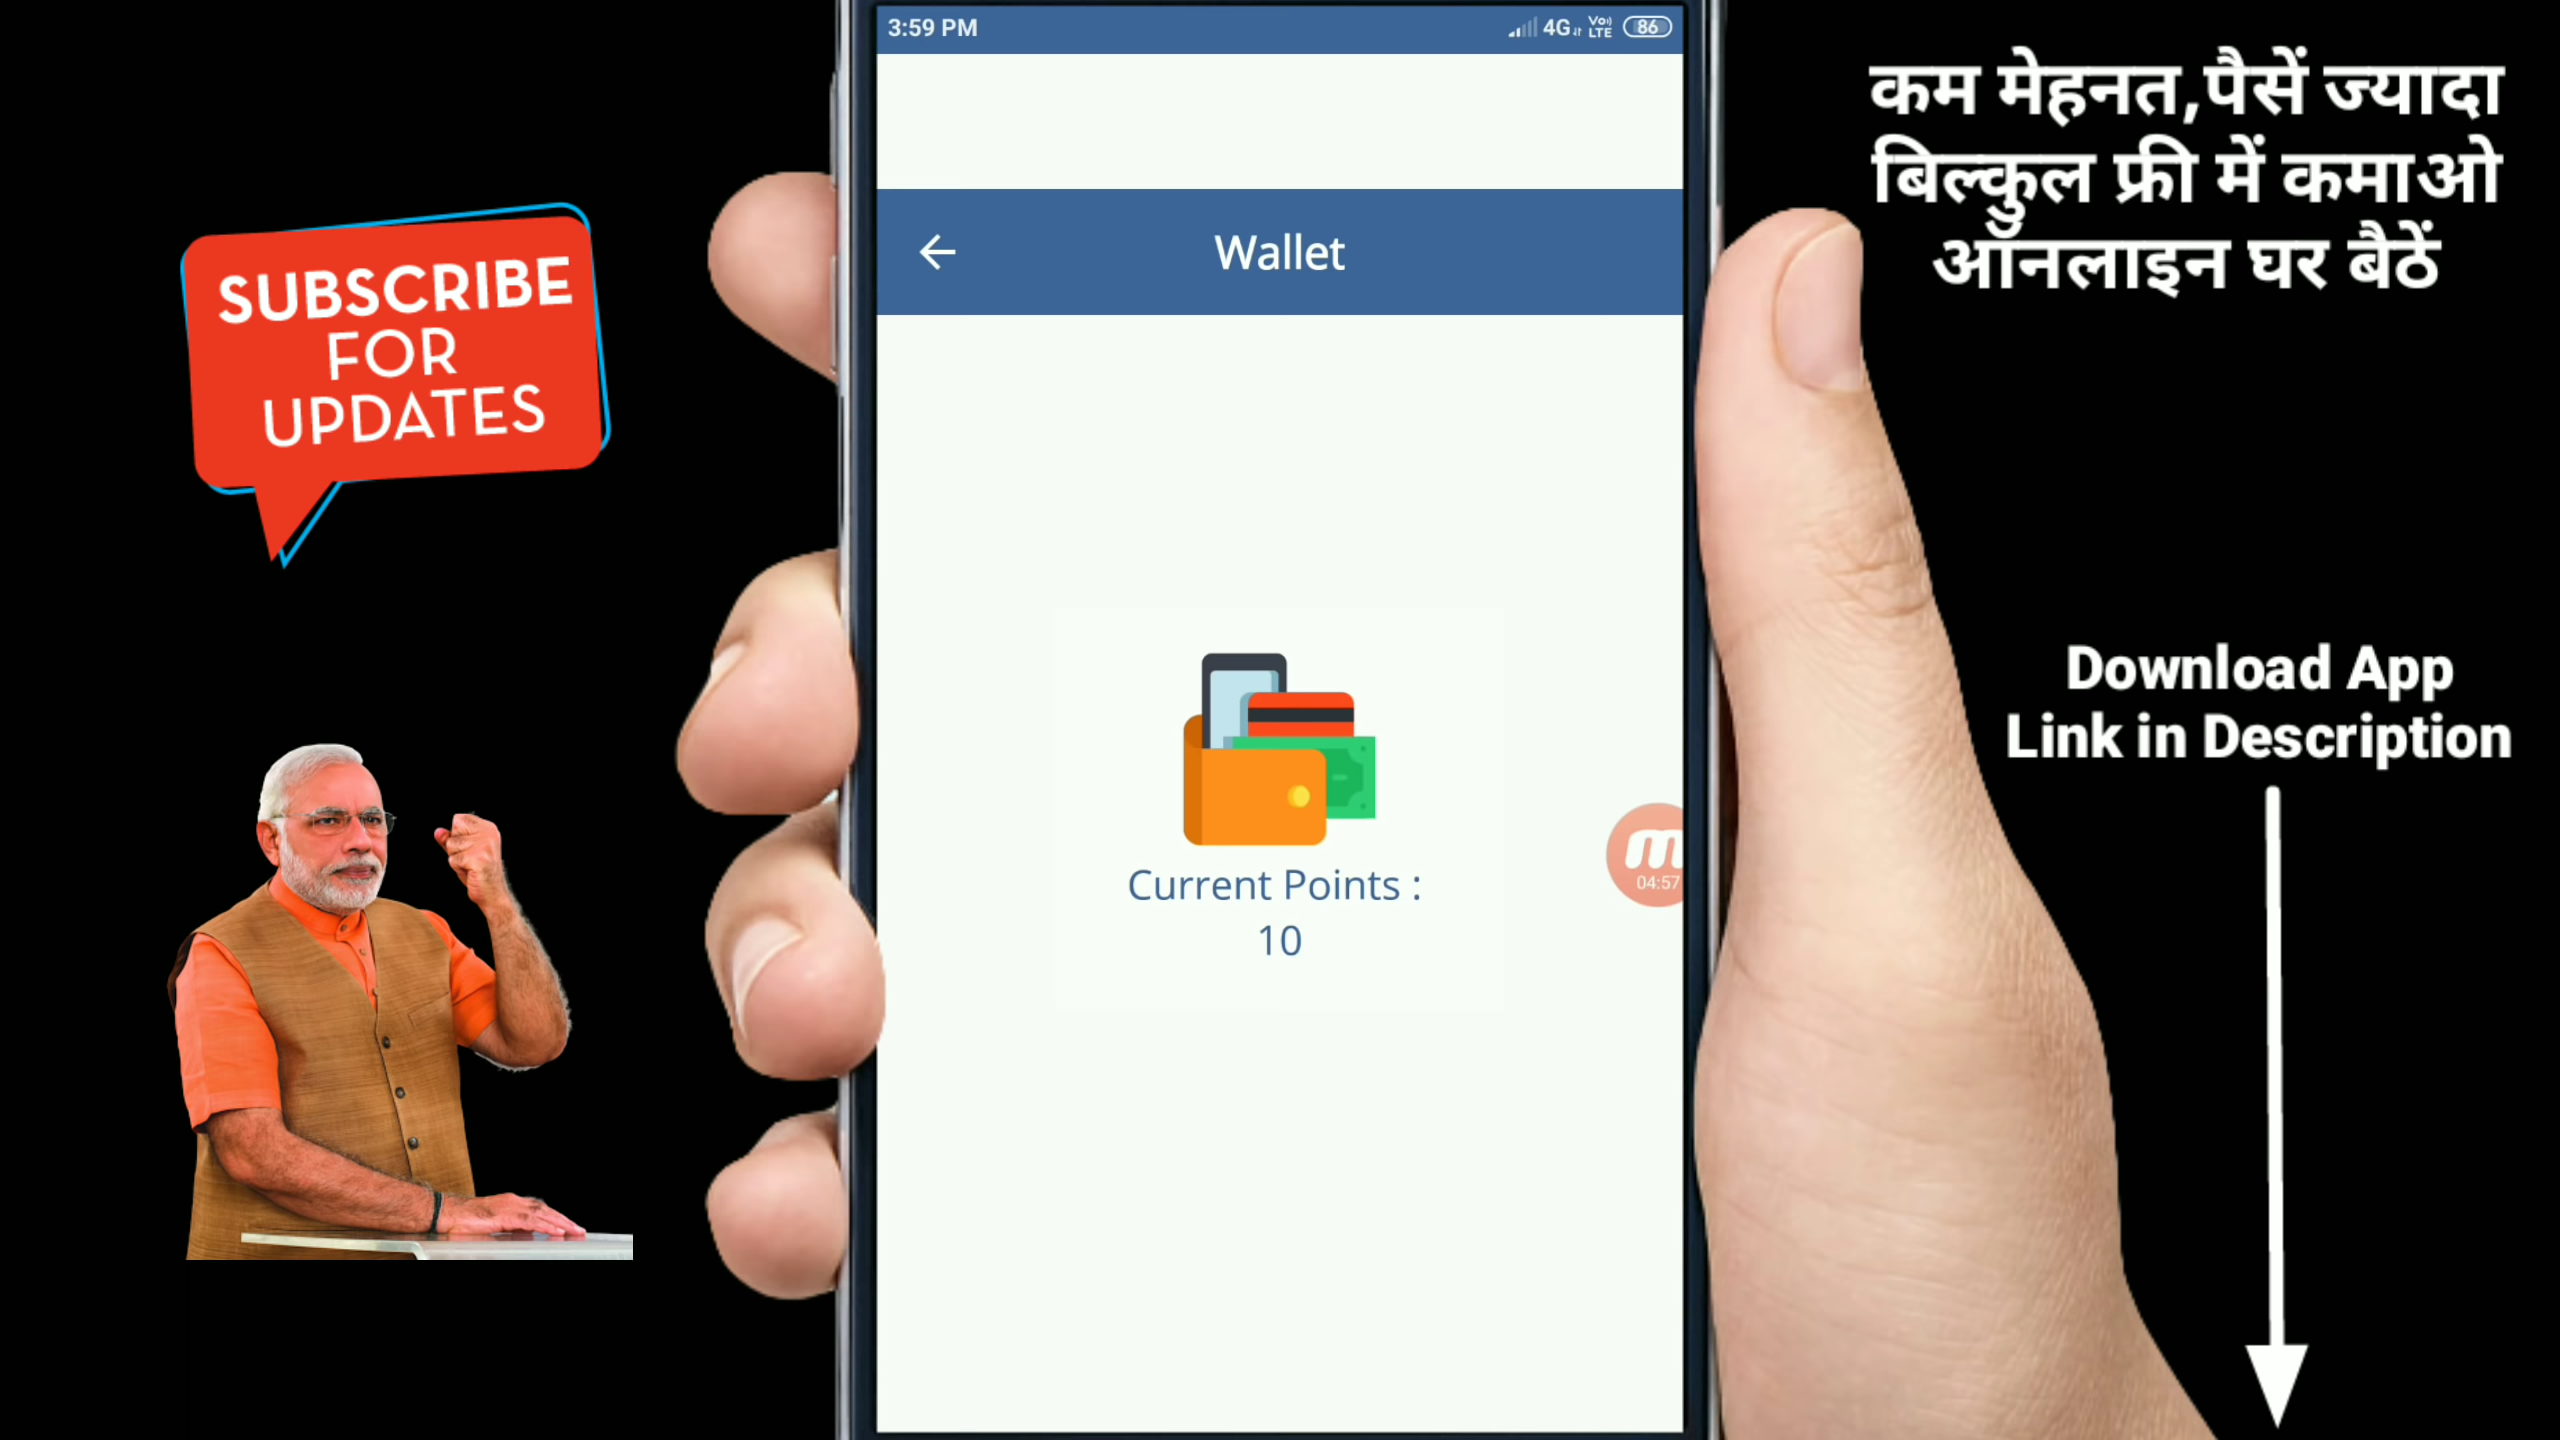 3:59 PM
4G VoLTE 86
Wallet
Current Points :
10
m
04:57
SUBSCRIBE
FOR
UPDATES
कम मेहनत,पैसें ज्यादा
बिल्कुल फ्री में कमाओ
ऑनलाइन घर बैठें
Download App
Link in Description